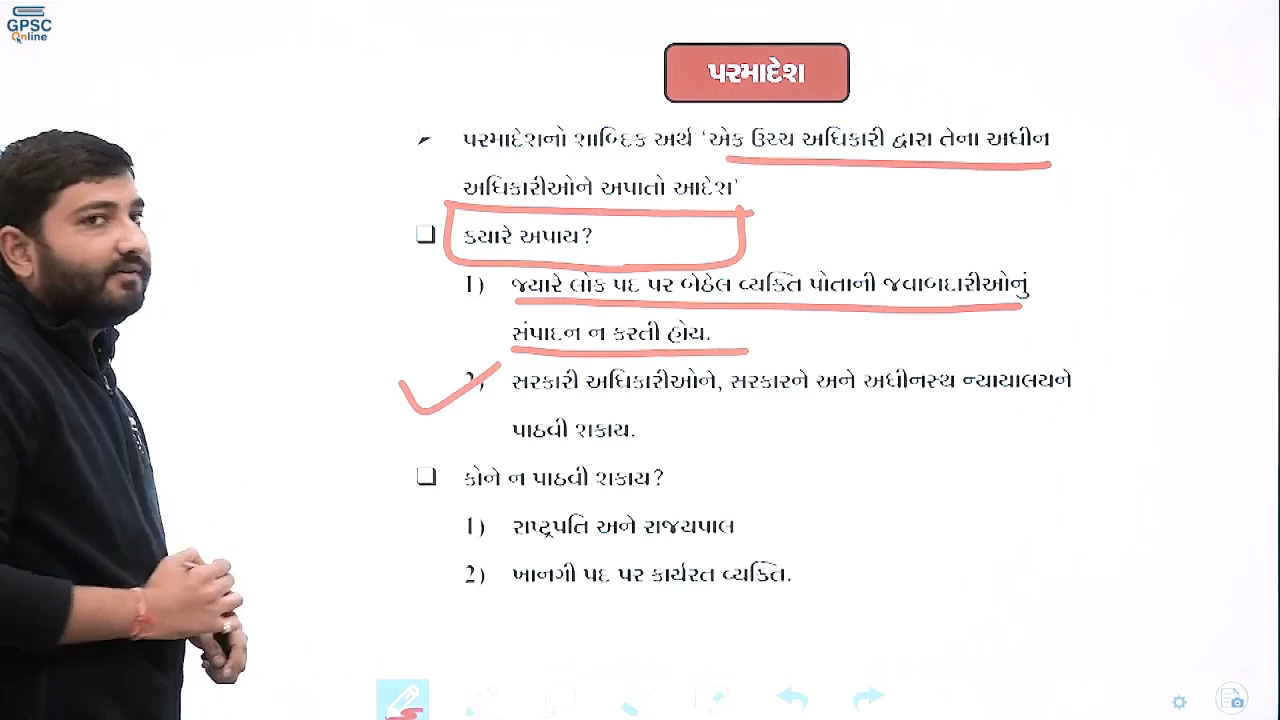 GPSC
Online
પરમાદેશ
પરમાદેશનો શાબ્દિક અર્થ 'એક ઉચ્ચ અધિકારી દ્વારા તેના અધીન
અધિકારીઓને અપાતો આદેશ'
ક્યારે અપાય?
1) જ્યારે લોક પદ પર બેઠેલ વ્યક્તિ પોતાની જવાબદારીઓનું
સંપાદન ન કરતી હોય.
2) સરકારી અધિકારીઓને, સરકારને અને અધીનસ્થ ન્યાયાલયને
પાઠવી શકાય.
કોને ન પાઠવી શકાય?
1) રાષ્ટ્રપતિ અને રાજયપાલ
2) ખાનગી પદ પર કાર્યરત વ્યક્તિ.